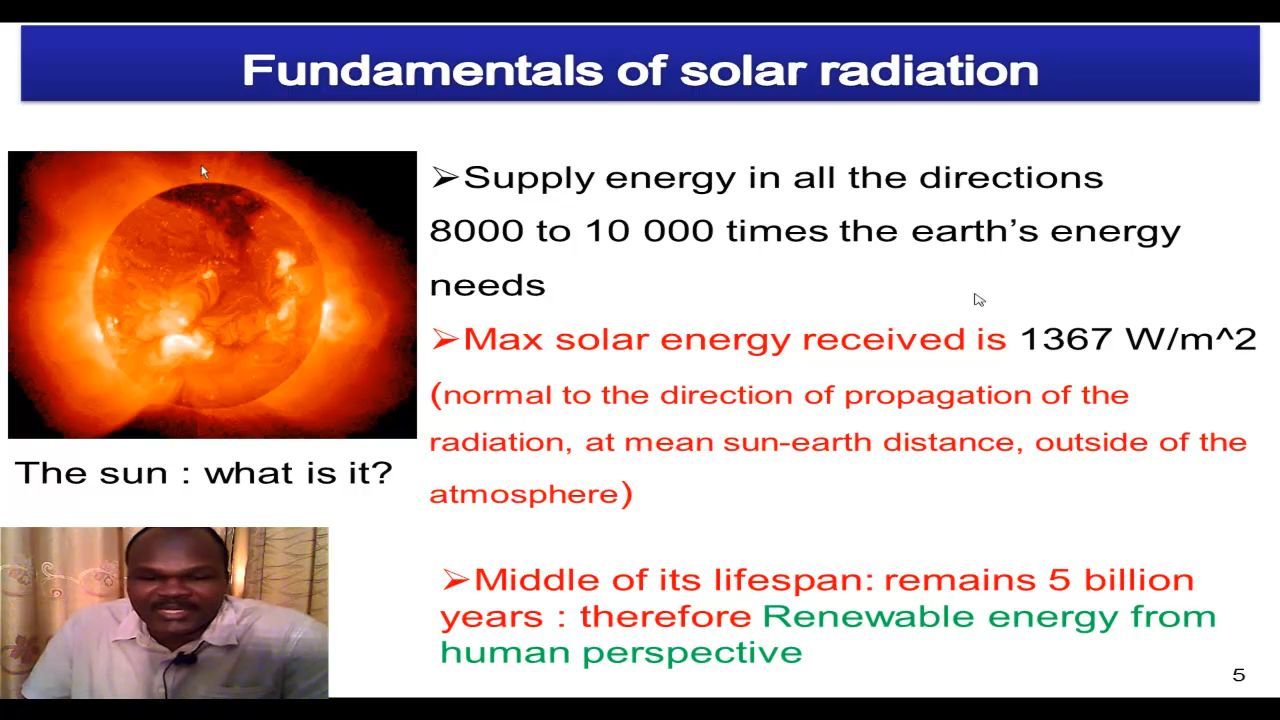 Fundamentals of solar radiation
➢Supply energy in all the directions
8000 to 10 000 times the earth’s energy
needs
➢Max solar energy received is 1367 W/m^2
(normal to the direction of propagation of the
radiation, at mean sun-earth distance, outside of the
atmosphere)
The sun : what is it?
➢Middle of its lifespan: remains 5 billion
years : therefore Renewable energy from
human perspective
5